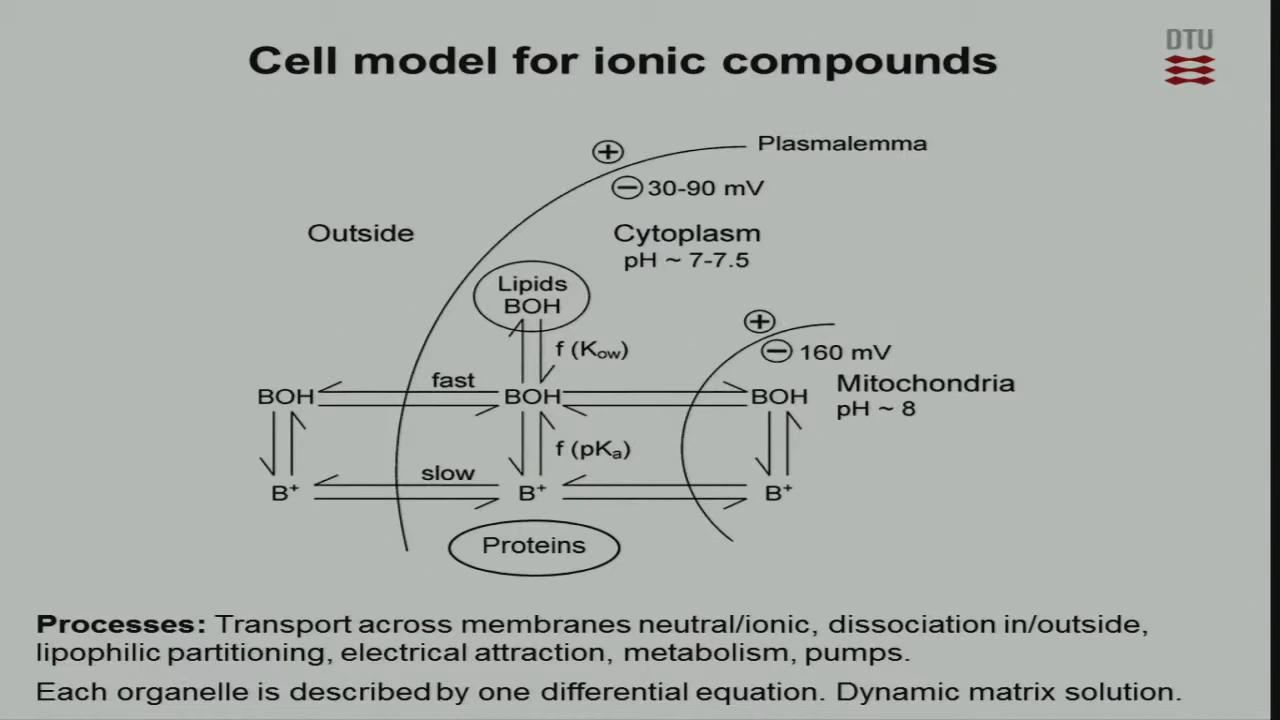 Cell model for ionic compounds
DTU
Plasmalemma
+
− 30-90 mV
Outside
Cytoplasm
pH ~ 7-7.5
Lipids
BOH
+
f (Kow)
− 160 mV
fast
Mitochondria
BOH
BOH
BOH
pH ~ 8
f (pKa)
slow
B+
B+
B+
Proteins
Processes: Transport across membranes neutral/ionic, dissociation in/outside,
lipophilic partitioning, electrical attraction, metabolism, pumps.
Each organelle is described by one differential equation. Dynamic matrix solution.